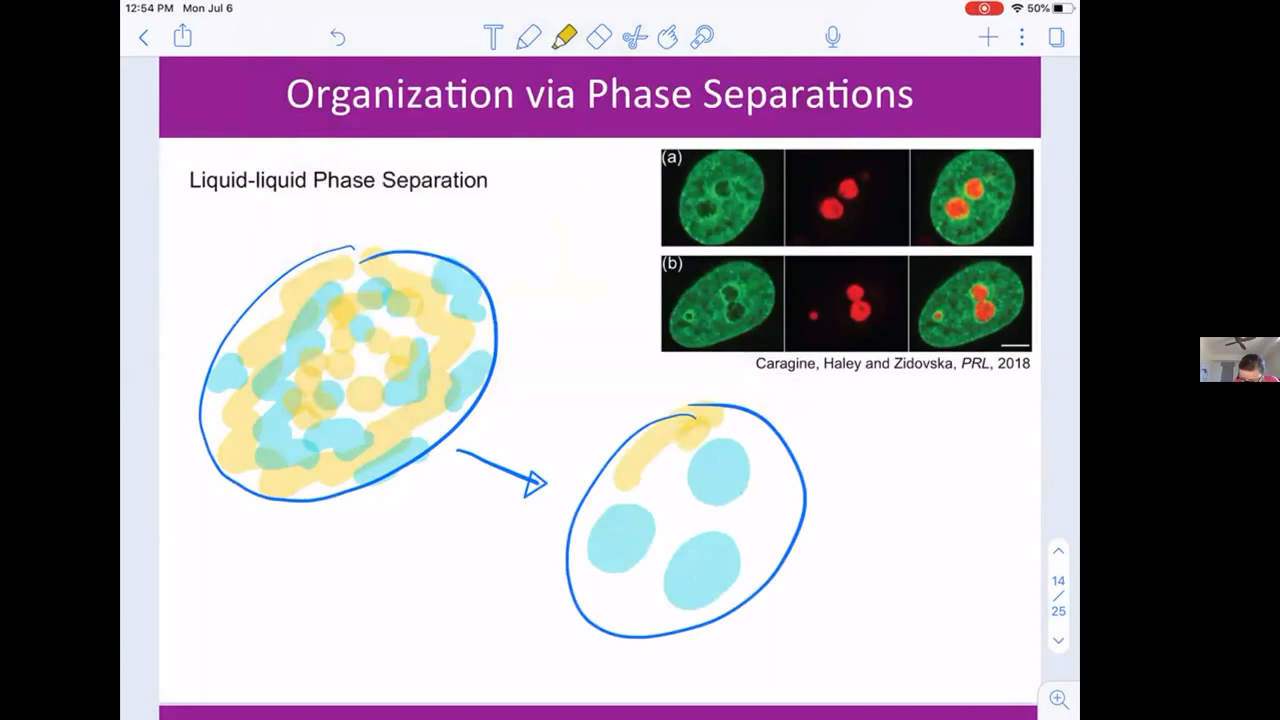 12:54 PM Mon Jul 6
50%
T
Organization via Phase Separations
Liquid-liquid Phase Separation
(a)
(b)
Caragine, Haley and Zidovska, PRL, 2018
14
/
25